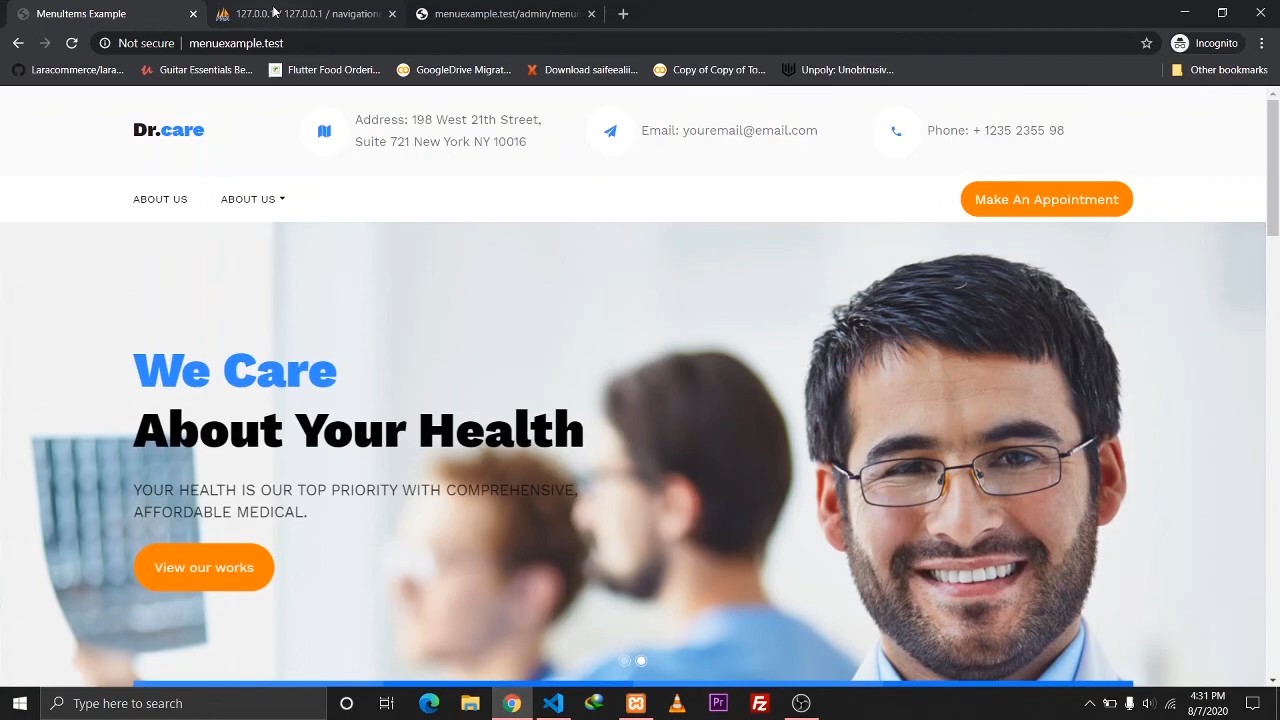 MenuItems Example
127.0.0.1 / 127.0.0.1 / navigation
menuexample.test/admin/menu
Not secure
menuexample.test
Incognito
Laracommerce/lara...
Guitar Essentials Be...
Flutter Food Orderi...
GoogleDrive Migrat...
Download saifeealii...
Copy of Copy of To...
Unpoly: Unobtrusiv...
Other bookmarks
Dr.care
Address: 198 West 21th Street,
Suite 721 New York NY 10016
Email: youremail@email.com
Phone: + 1235 2355 98
ABOUT US
ABOUT US
Make An Appointment
We Care
About Your Health
YOUR HEALTH IS OUR TOP PRIORITY WITH COMPREHENSIVE,
AFFORDABLE MEDICAL.
View our works
Type here to search
Pr
4:31 PM
8/7/2020